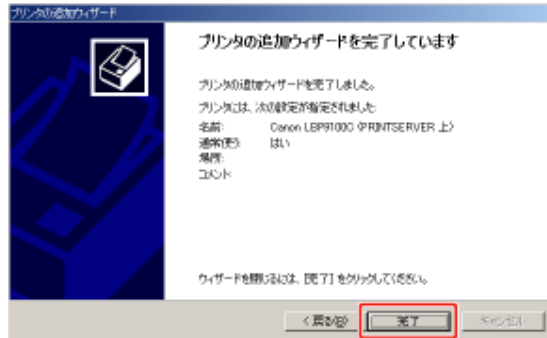 プリンタの追加ウィザード
プリンタの追加ウィザードを完了しています
プリンタの追加ウィザードを完了しました。
プリンタには、次の設定が指定されました:
名前: Canon LBP9100C (PRINTSERVER 上)
通常使う: はい
場所:
コメント:
ウィザードを閉じるには、[完了] をクリックしてください。
< 戻る(B) 完了 キャンセル